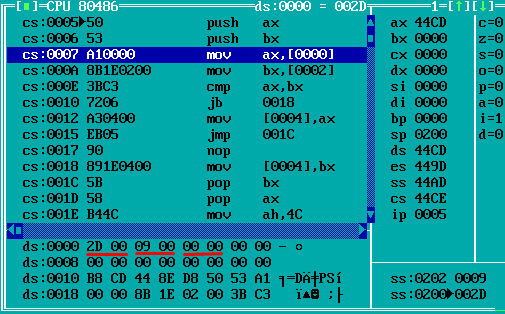 [■]=CPU 80486 ds:0000 = 002D 1=[↑][↓]
cs:0005►50 push ax
cs:0006 53 push bx
cs:0007 A10000 mov ax,[0000]
cs:000A 8B1E0200 mov bx,[0002]
cs:000E 3BC3 cmp ax,bx
cs:0010 7206 jb 0018
cs:0012 A30400 mov [0004],ax
cs:0015 EB05 jmp 001C
cs:0017 90 nop
cs:0018 891E0400 mov [0004],bx
cs:001C 5B pop bx
cs:001D 58 pop ax
cs:001E B44C mov ah,4C
ax 44CD c=0
bx 0000 z=0
cx 0000 s=0
dx 0000 o=0
si 0000 p=0
di 0000 a=0
bp 0000 i=1
sp 0200 d=0
ds 44CD
es 449D
ss 44AD
cs 44CE
ip 0005
ds:0000 2D 00 09 00 00 00 00 00 - ○
ds:0008 00 00 00 00 00 00 00 00
ds:0010 B8 CD 44 8E D8 50 53 A1 ╕═DÄ╪PSí
ds:0018 00 00 8B 1E 02 00 3B C3 ï▲☻ ;├
ss:0202 0009
ss:0200►002D